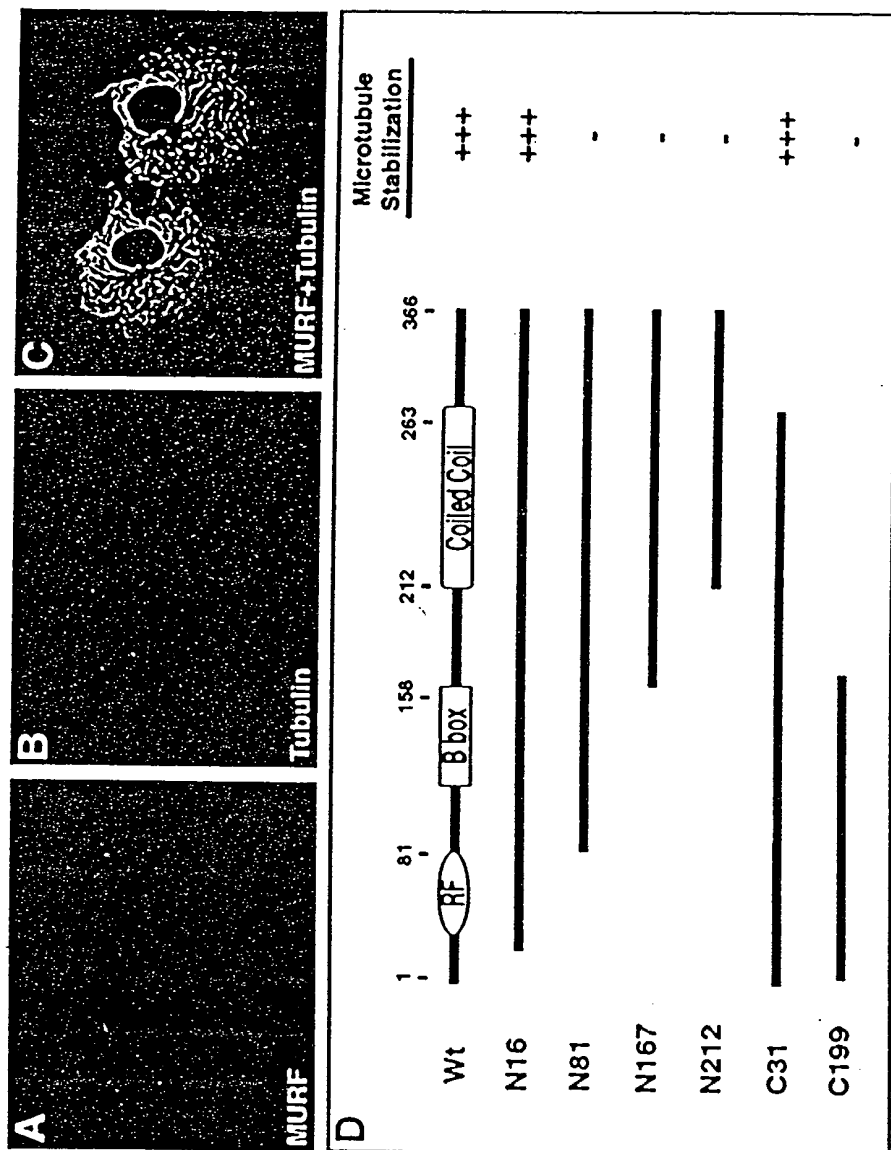 A
MURF
B
Tubulin
C
MURF+Tubulin
D
Microtubule
Stabilization
1 81 158 212 263 366
Wt RF B box Coiled Coil +++
N16 +++
N81 -
N167 -
N212 -
C31 +++
C199 -